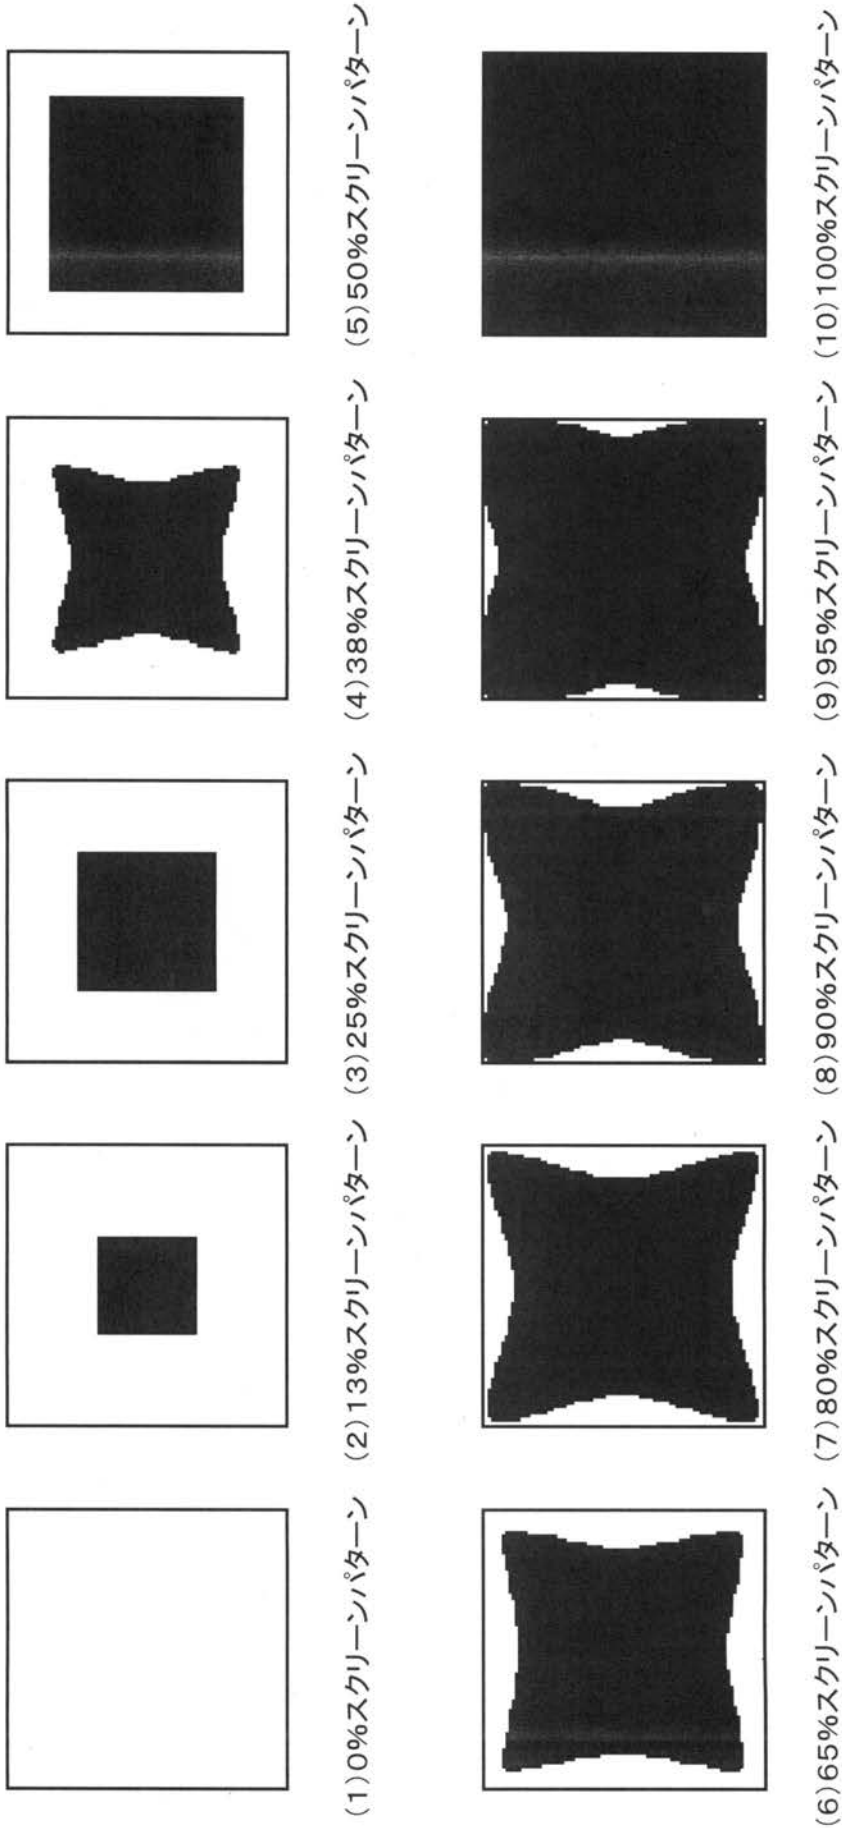 (1)0%スクリーンパターン
(2)13%スクリーンパターン
(3)25%スクリーンパターン
(4)38%スクリーンパターン
(5)50%スクリーンパターン
(6)65%スクリーンパターン
(7)80%スクリーンパターン
(8)90%スクリーンパターン
(9)95%スクリーンパターン
(10)100%スクリーンパターン